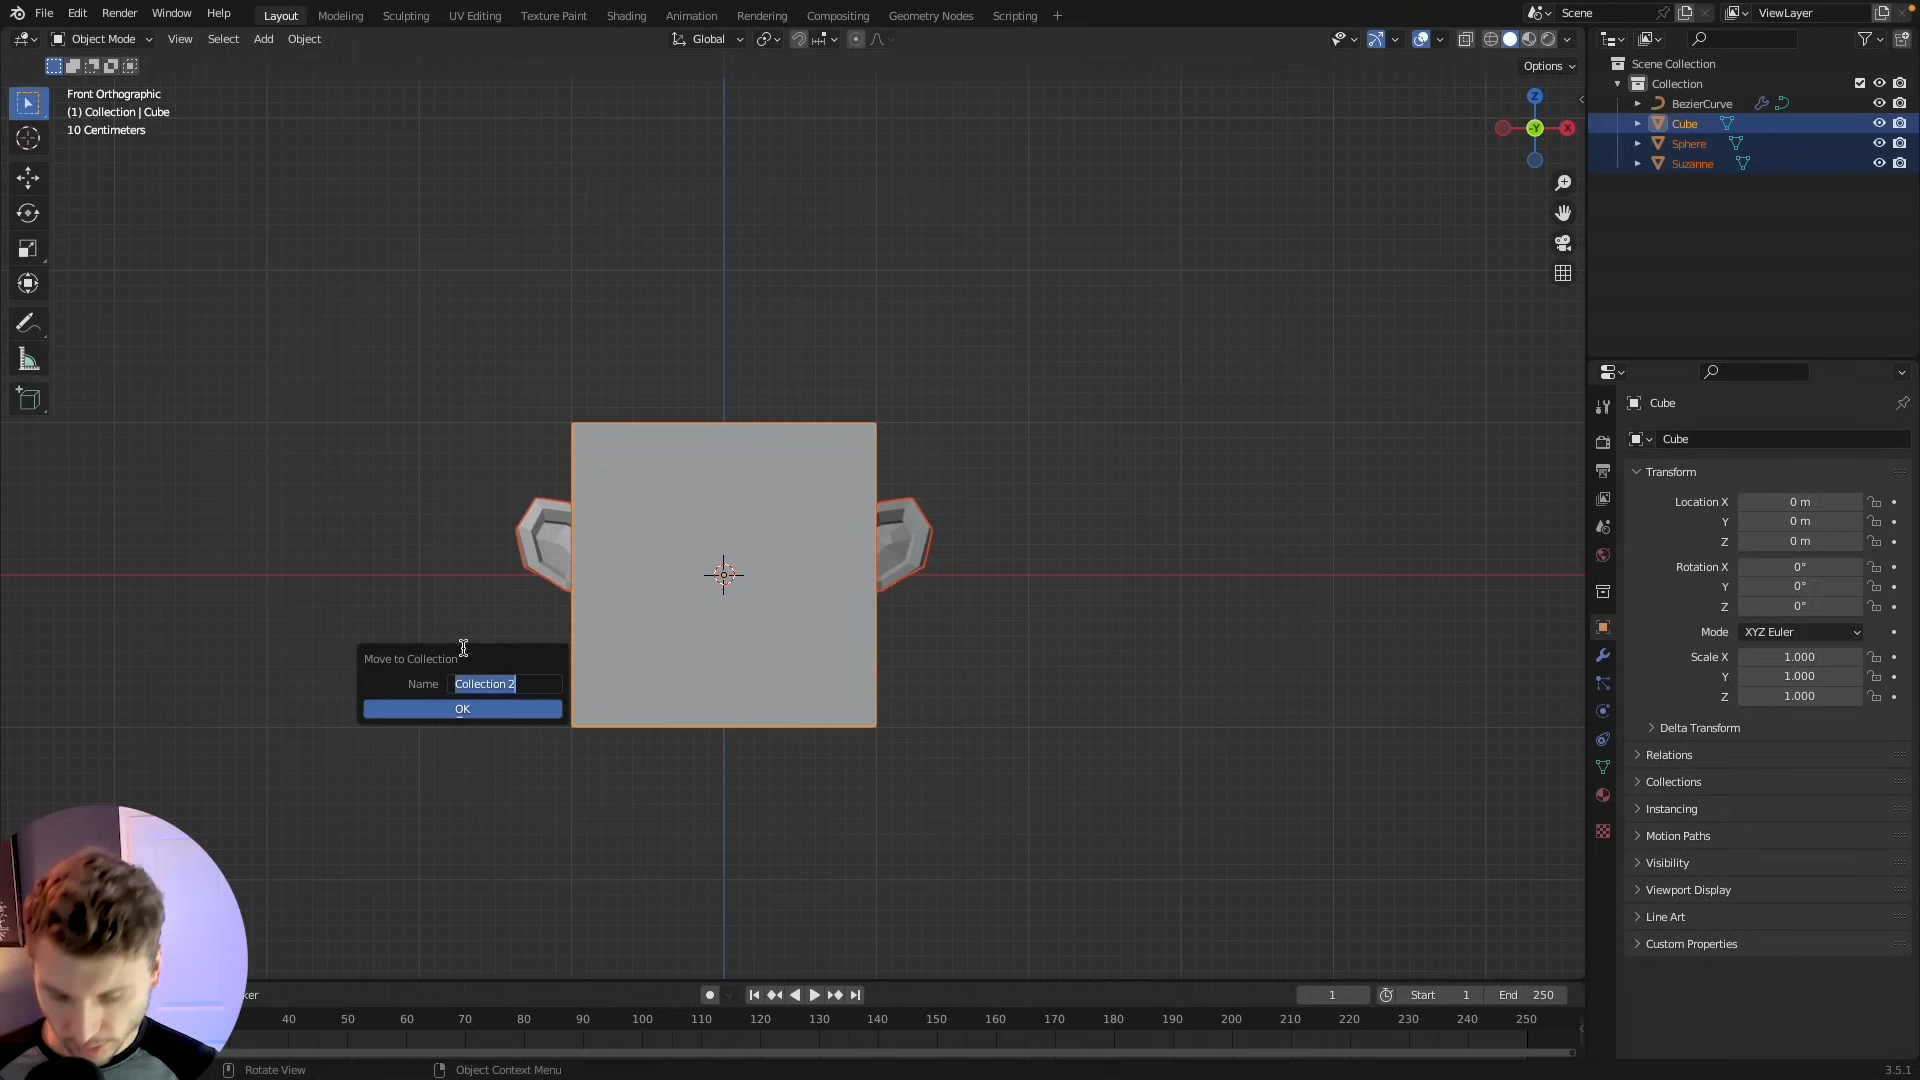 File Edit Render Window Help Layout Modeling Sculpting UV Editing Texture Paint Shading Animation Rendering Compositing Geometry Nodes Scripting + Scene ViewLayer
Object Mode View Select Add Object Global
Options
Front Orthographic
(1) Collection | Cube
10 Centimeters
Z
-Y
X
Scene Collection
Collection
BezierCurve
Cube
Sphere
Suzanne
Cube
Cube
Transform
Location X 0 m
Y 0 m
Z 0 m
Rotation X 0°
Y 0°
Z 0°
Mode XYZ Euler
Scale X 1.000
Y 1.000
Z 1.000
Delta Transform
Relations
Collections
Instancing
Motion Paths
Visibility
Viewport Display
Line Art
Custom Properties
Move to Collection
Name Collection 2
OK
ker 1 Start 1 End 250
40 50 60 70 80 90 100 110 120 130 140 150 160 170 180 190 200 210 220 230 240 250
Rotate View Object Context Menu 3.5.1